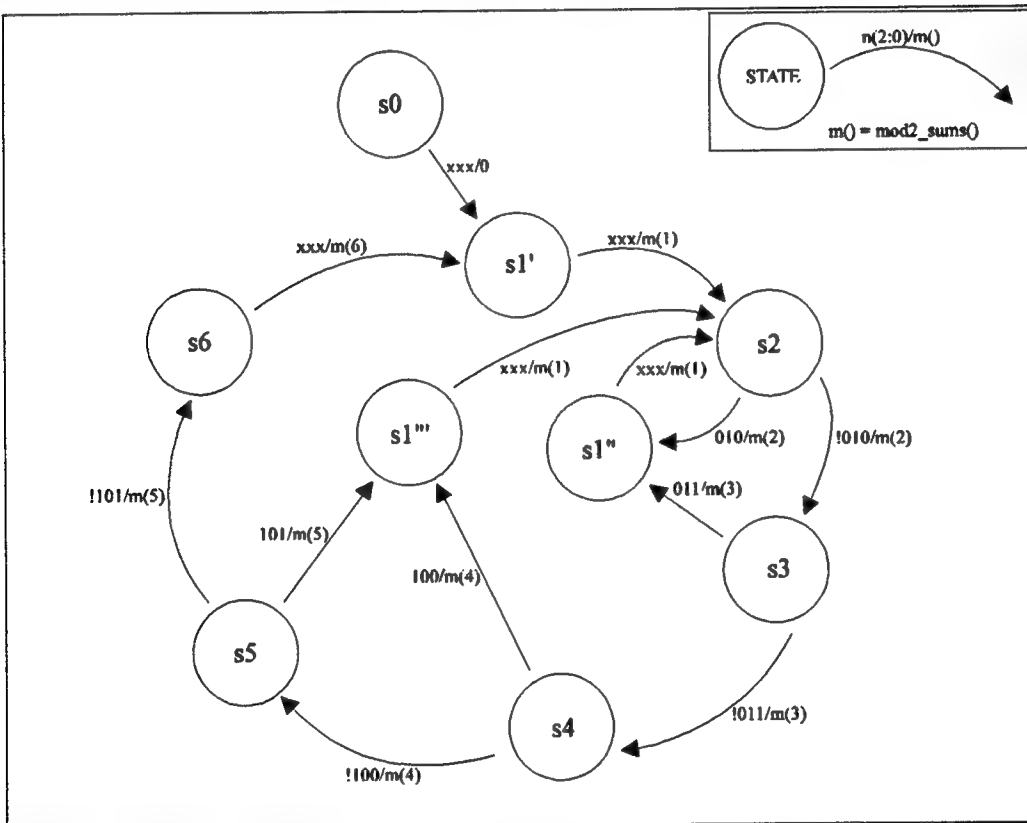 n(2:0)/m()
STATE
m() = mod2_sums()
s0
xxx/0
xxx/m(6)
s1'
xxx/m(1)
s6
s2
xxx/m(1)
xxx/m(1)
s1'''
s1''
010/m(2)
!010/m(2)
011/m(3)
!101/m(5)
101/m(5)
100/m(4)
s3
s5
s4
!011/m(3)
!100/m(4)